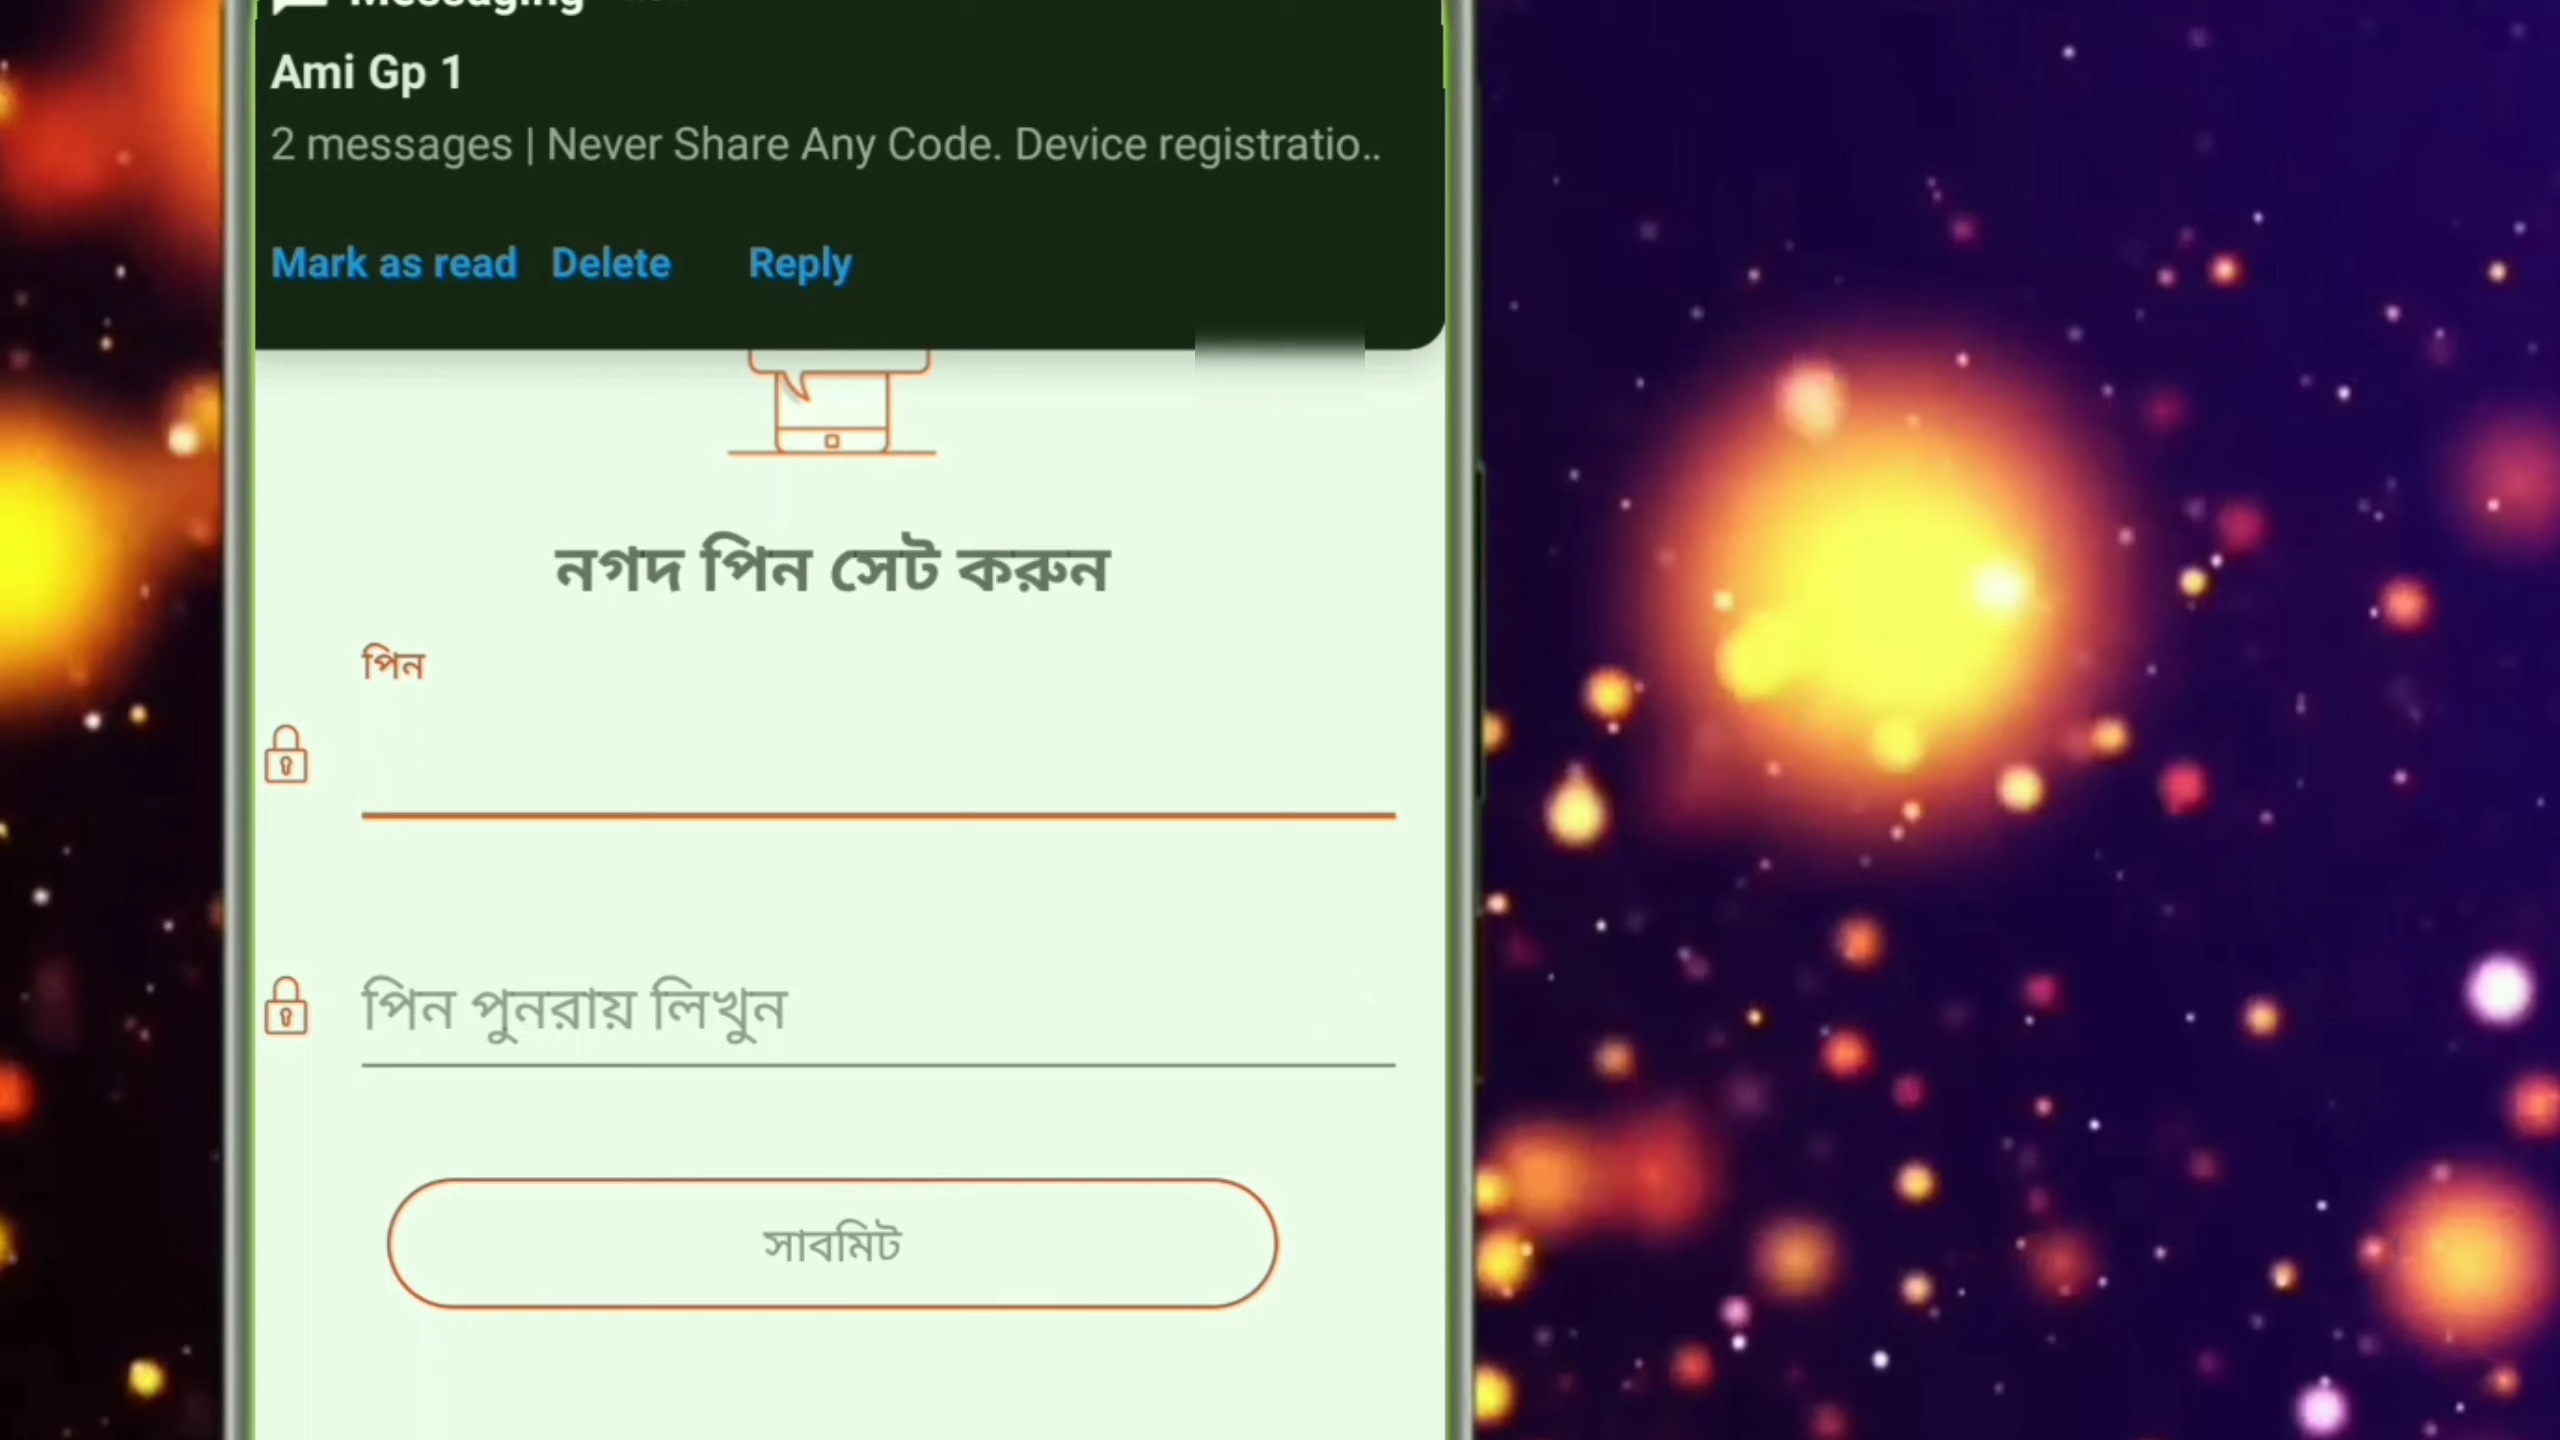 Messaging
Ami Gp 1
2 messages | Never Share Any Code. Device registratio..
Mark as read Delete Reply
নগদ পিন সেট করুন
পিন
পিন পুনরায় লিখুন
সাবমিট